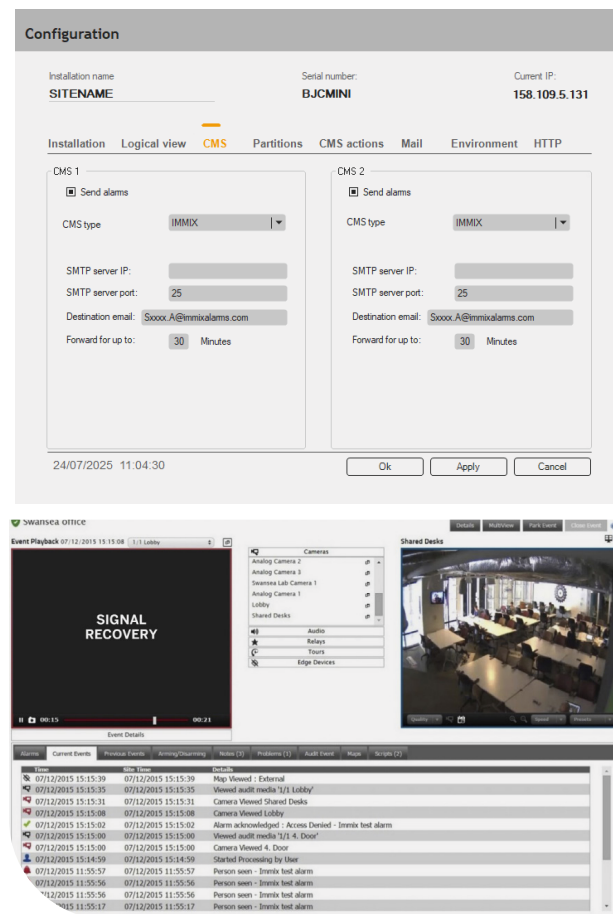 Configuration
Installation name Serial number: Current IP:
SITENAME BJCMINI 158.109.5.131
Installation Logical view CMS Partitions CMS actions Mail Environment HTTP
CMS 1 CMS 2
Send alarms Send alarms
CMS type IMMIX CMS type IMMIX
SMTP server IP: SMTP server IP:
SMTP server port: 25 SMTP server port: 25
Destination email: Sxxxx.A@immixalarms.com Destination email: Sxxxx.A@immixalarms.com
Forward for up to: 30 Minutes Forward for up to: 30 Minutes
24/07/2025 11:04:30 Ok Apply Cancel
Swansea office Details MultiView Park Event Close Event
Event Playback 07/12/2015 15:15:08 1/1 Lobby Shared Desks
Cameras
Analog Camera 2
Analog Camera 3
Swansea Lab Camera 1
Analog Camera 1
Lobby
Shared Desks
SIGNAL
RECOVERY
Audio
Relays
Tours
Edge Devices
00:15 00:21 Quality Speed Presets
Event Details
Alarms Current Events Previous Events Arming/Disarming Notes (3) Problems (1) Audit Event Maps Scripts (2)
Time Site Time Details
07/12/2015 15:15:39 07/12/2015 15:15:39 Map Viewed : External
07/12/2015 15:15:35 07/12/2015 15:15:35 Viewed audit media '1/1 Lobby'
07/12/2015 15:15:31 07/12/2015 15:15:31 Camera Viewed Shared Desks
07/12/2015 15:15:08 07/12/2015 15:15:08 Camera Viewed Lobby
07/12/2015 15:15:02 07/12/2015 15:15:02 Alarm acknowledged : Access Denied - Immix test alarm
07/12/2015 15:15:00 07/12/2015 15:15:00 Viewed audit media '1/1 4. Door'
07/12/2015 15:15:00 07/12/2015 15:15:00 Camera Viewed 4. Door
07/12/2015 15:14:59 07/12/2015 15:14:59 Started Processing by User
07/12/2015 11:55:57 07/12/2015 11:55:57 Person seen - Immix test alarm
07/12/2015 11:55:56 07/12/2015 11:55:56 Person seen - Immix test alarm
11:55:56 07/12/2015 11:55:56 Person seen - Immix test alarm
11:55:17 07/12/2015 11:55:17 Person seen - Immix test alarm